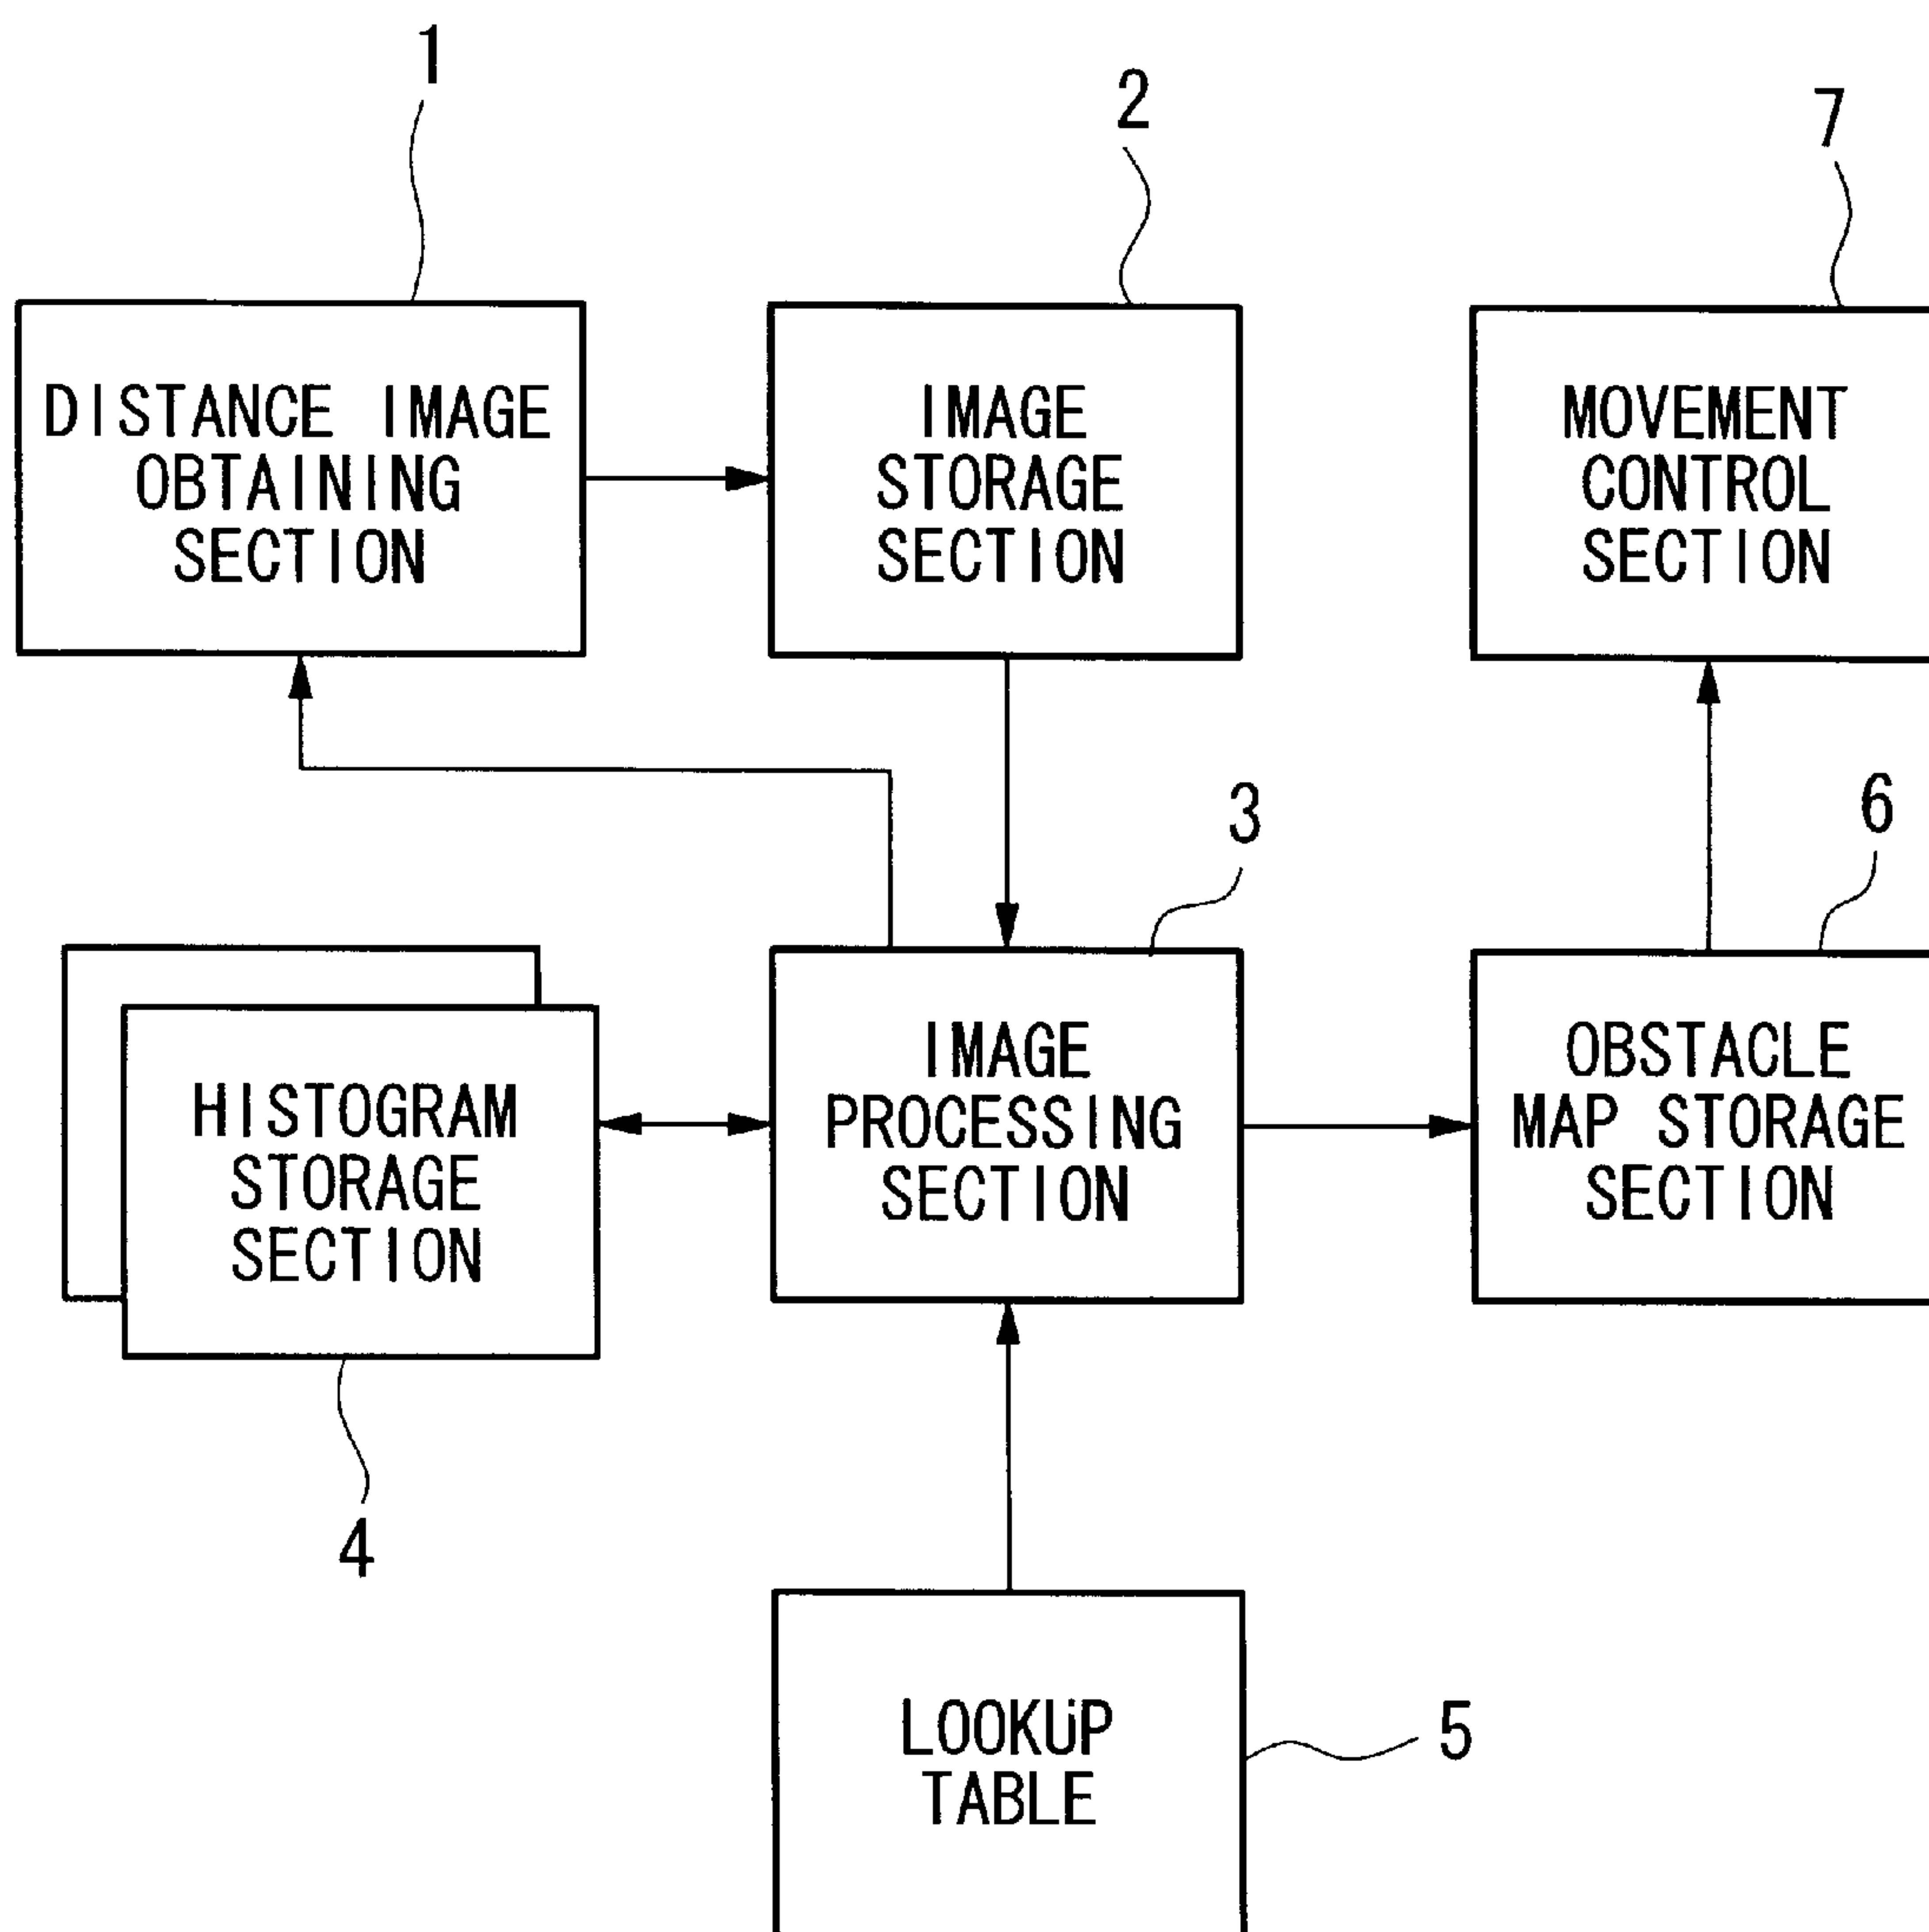 1
2
7
DISTANCE IMAGE
OBTAINING
SECTION
IMAGE
STORAGE
SECTION
MOVEMENT
CONTROL
SECTION
3
6
HISTOGRAM
STORAGE
SECTION
IMAGE
PROCESSING
SECTION
OBSTACLE
MAP STORAGE
SECTION
4
LOOKUP
TABLE
5